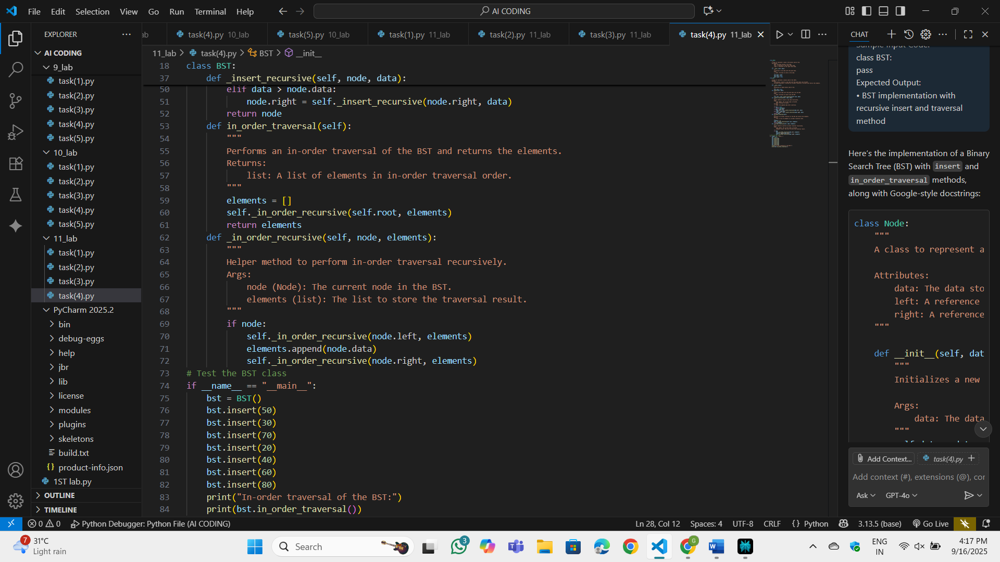 File Edit Selection View Go Run Terminal Help
AI CODING
EXPLORER
AI CODING
9_lab
task(1).py
task(2).py
task(3).py
task(4).py
task(5).py
10_lab
task(1).py
task(2).py
task(3).py
task(4).py
task(5).py
11_lab
task(1).py
task(2).py
task(3).py
task(4).py
PyCharm 2025.2
bin
debug-eggs
help
jbr
lib
license
modules
plugins
skeletons
build.txt
product-info.json
1ST lab.py
OUTLINE
TIMELINE
ab task(4).py 10_lab task(5).py 10_lab task(1).py 11_lab task(2).py 11_lab task(3).py 11_lab task(4).py 11_lab
11_lab > task(4).py > BST > __init__
18 class BST:
37 def _insert_recursive(self, node, data):
50 elif data > node.data:
51 node.right = self._insert_recursive(node.right, data)
52 return node
53 def in_order_traversal(self):
54 """
55 Performs an in-order traversal of the BST and returns the elements.
56 Returns:
57 list: A list of elements in in-order traversal order.
58 """
59 elements = []
60 self._in_order_recursive(self.root, elements)
61 return elements
62 def _in_order_recursive(self, node, elements):
63 """
64 Helper method to perform in-order traversal recursively.
65 Args:
66 node (Node): The current node in the BST.
67 elements (list): The list to store the traversal result.
68 """
69 if node:
70 self._in_order_recursive(node.left, elements)
71 elements.append(node.data)
72 self._in_order_recursive(node.right, elements)
73 # Test the BST class
74 if __name__ == "__main__":
75 bst = BST()
76 bst.insert(50)
77 bst.insert(30)
78 bst.insert(70)
79 bst.insert(20)
80 bst.insert(40)
81 bst.insert(60)
82 bst.insert(80)
83 print("In-order traversal of the BST:")
84 print(bst.in_order_traversal())
CHAT
Sample Input Code:
class BST:
pass
Expected Output:
• BST implementation with
recursive insert and traversal
method
Here's the implementation of a Binary
Search Tree (BST) with insert and
in_order_traversal methods,
along with Google-style docstrings:
class Node:
"""
A class to represent a
Attributes:
data: The data sto
left: A reference
right: A reference
"""
def __init__(self, dat
"""
Initializes a new
Args:
data: The data
"""
Add Context... task(4).py
Add context (#), extensions (@), cor
Ask GPT-4o
0 0 Python Debugger: Python File (AI CODING) Ln 28, Col 12 Spaces: 4 UTF-8 CRLF {} Python 3.13.5 (base) Go Live
7 31°C
Light rain
Search
3
G
ENG
IN
4:17 PM
9/16/2025